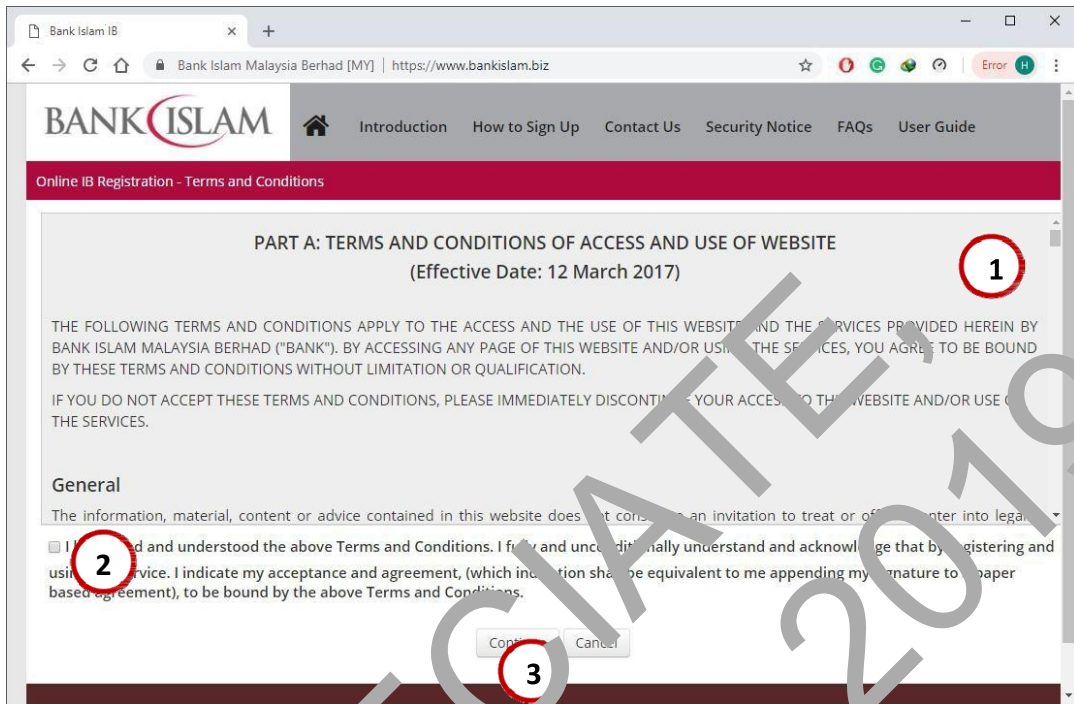 Bank Islam IB
Bank Islam Malaysia Berhad [MY] | https://www.bankislam.biz
Error H
BANK ISLAM
Introduction How to Sign Up Contact Us Security Notice FAQs User Guide
Online IB Registration - Terms and Conditions
PART A: TERMS AND CONDITIONS OF ACCESS AND USE OF WEBSITE
(Effective Date: 12 March 2017)
1
THE FOLLOWING TERMS AND CONDITIONS APPLY TO THE ACCESS AND THE USE OF THIS WEBSITE AND THE SERVICES PROVIDED HEREIN BY
BANK ISLAM MALAYSIA BERHAD ("BANK"). BY ACCESSING ANY PAGE OF THIS WEBSITE AND/OR USING THE SERVICES, YOU AGREE TO BE BOUND
BY THESE TERMS AND CONDITIONS WITHOUT LIMITATION OR QUALIFICATION.
IF YOU DO NOT ACCEPT THESE TERMS AND CONDITIONS, PLEASE IMMEDIATELY DISCONTINUE YOUR ACCESS TO THIS WEBSITE AND/OR USE OF
THE SERVICES.
General
The information, material, content or advice contained in this website does not constitute an invitation to treat or offer to enter into legal
I and understood the above Terms and Conditions. I fully and unconditionally understand and acknowledge that by registering and
2
using service. I indicate my acceptance and agreement, (which indication shall be equivalent to me appending my signature to a paper
based agreement), to be bound by the above Terms and Conditions.
Continue Cancel
3
CIATE,
2019